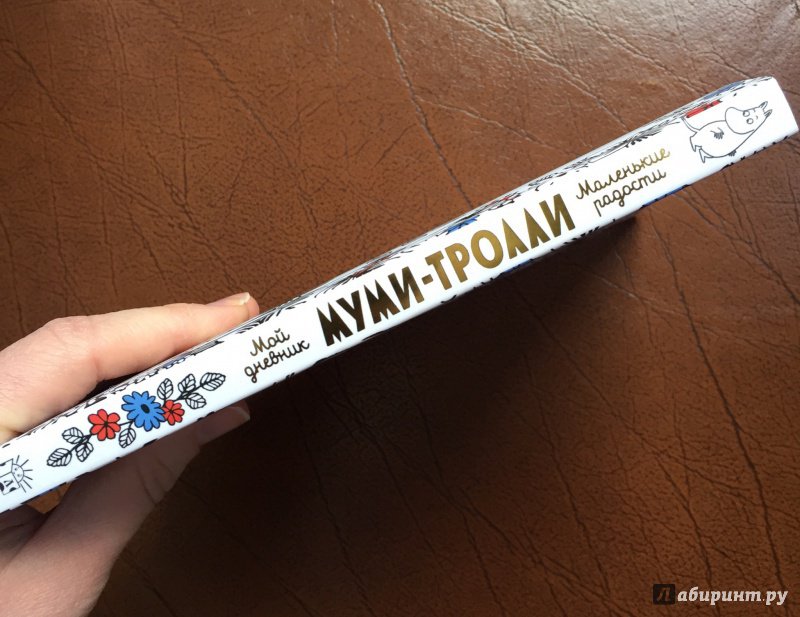 Мой
дневник
МУМИ-ТРОЛЛИ
Маленькие
радости
Лабиринт.ру